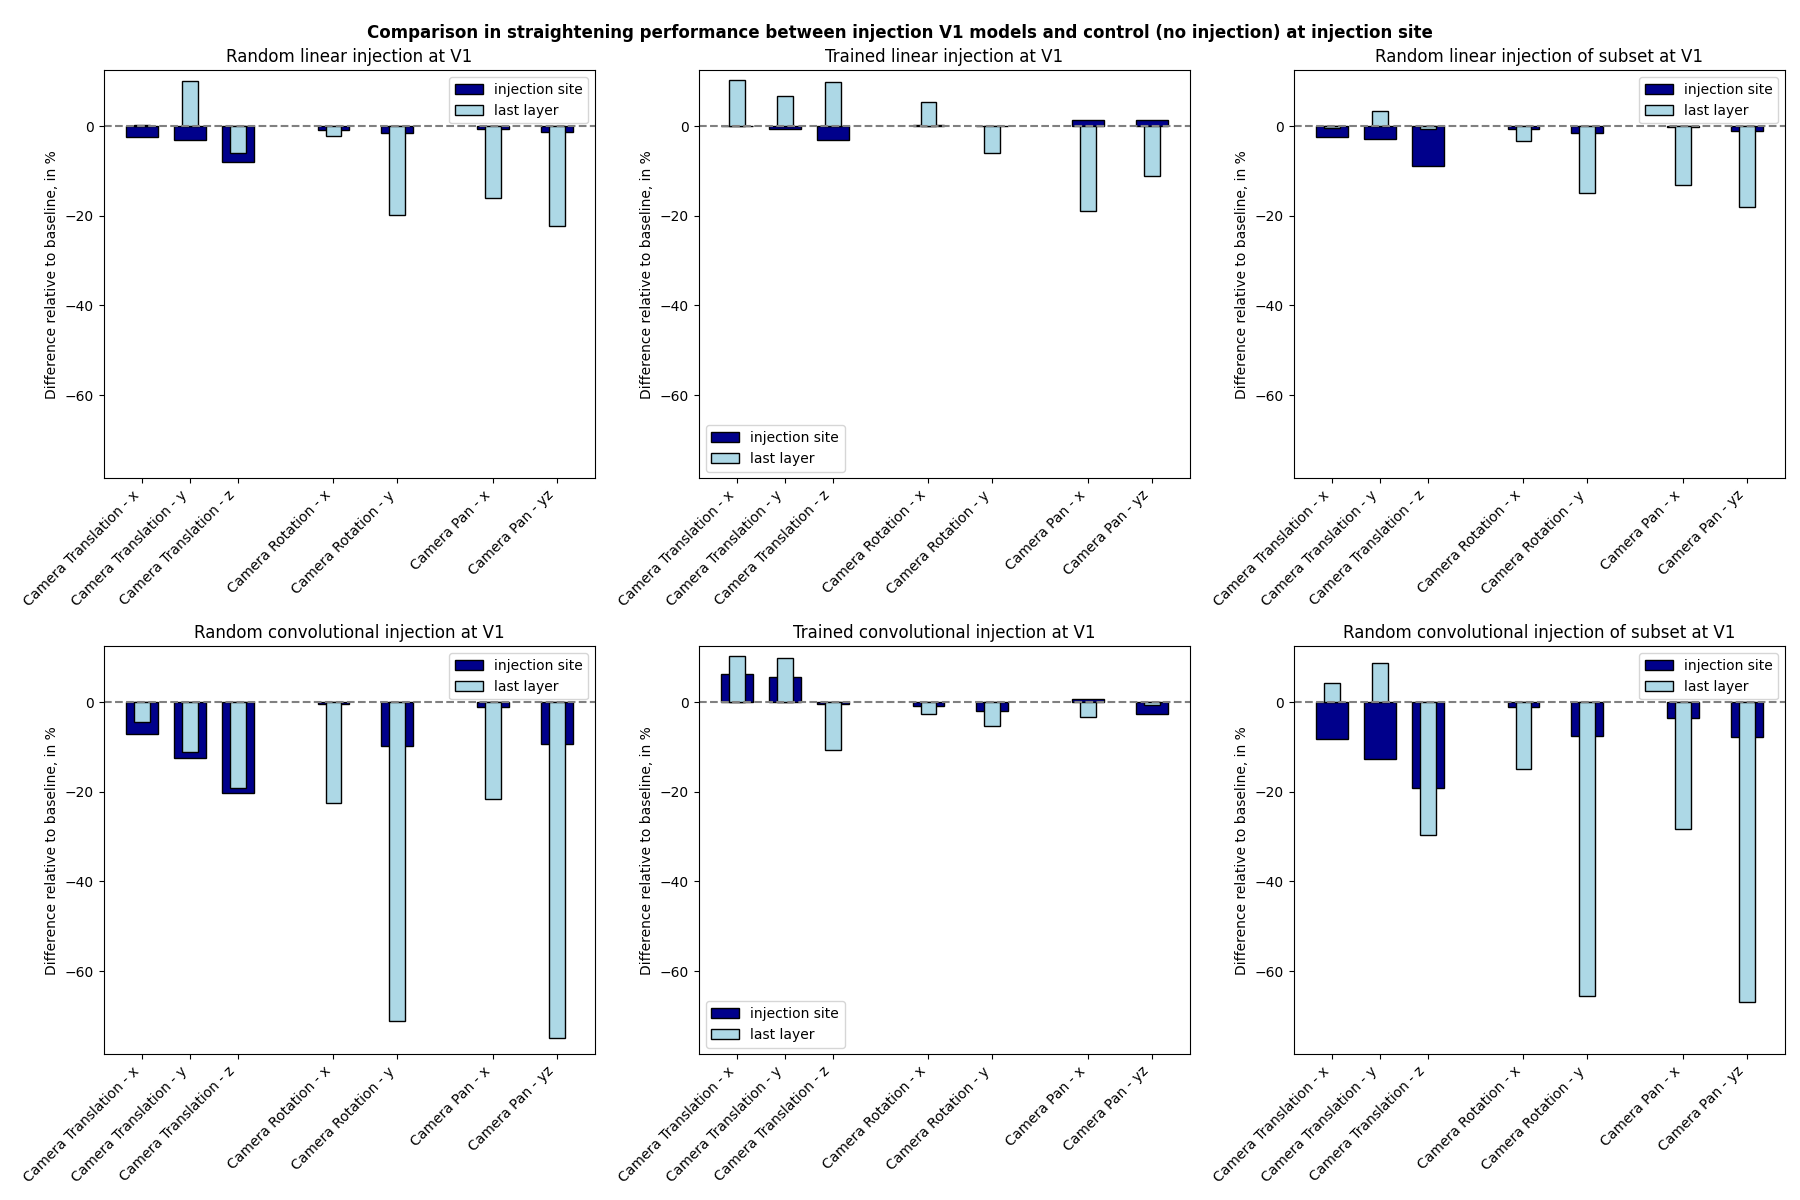 Comparison in straightening performance between injection V1 models and control (no injection) at injection site
Random linear injection at V1
injection site
last layer
Difference relative to baseline, in %
0
−20
−40
−60
Camera Translation - x
Camera Translation - y
Camera Translation - z
Camera Rotation - x
Camera Rotation - y
Camera Pan - x
Camera Pan - yz
Trained linear injection at V1
Difference relative to baseline, in %
0
−20
−40
−60
injection site
last layer
Camera Translation - x
Camera Translation - y
Camera Translation - z
Camera Rotation - x
Camera Rotation - y
Camera Pan - x
Camera Pan - yz
Random linear injection of subset at V1
injection site
last layer
Difference relative to baseline, in %
0
−20
−40
−60
Camera Translation - x
Camera Translation - y
Camera Translation - z
Camera Rotation - x
Camera Rotation - y
Camera Pan - x
Camera Pan - yz
Random convolutional injection at V1
injection site
last layer
Difference relative to baseline, in %
0
−20
−40
−60
Camera Translation - x
Camera Translation - y
Camera Translation - z
Camera Rotation - x
Camera Rotation - y
Camera Pan - x
Camera Pan - yz
Trained convolutional injection at V1
Difference relative to baseline, in %
0
−20
−40
−60
injection site
last layer
Camera Translation - x
Camera Translation - y
Camera Translation - z
Camera Rotation - x
Camera Rotation - y
Camera Pan - x
Camera Pan - yz
Random convolutional injection of subset at V1
injection site
last layer
Difference relative to baseline, in %
0
−20
−40
−60
Camera Translation - x
Camera Translation - y
Camera Translation - z
Camera Rotation - x
Camera Rotation - y
Camera Pan - x
Camera Pan - yz